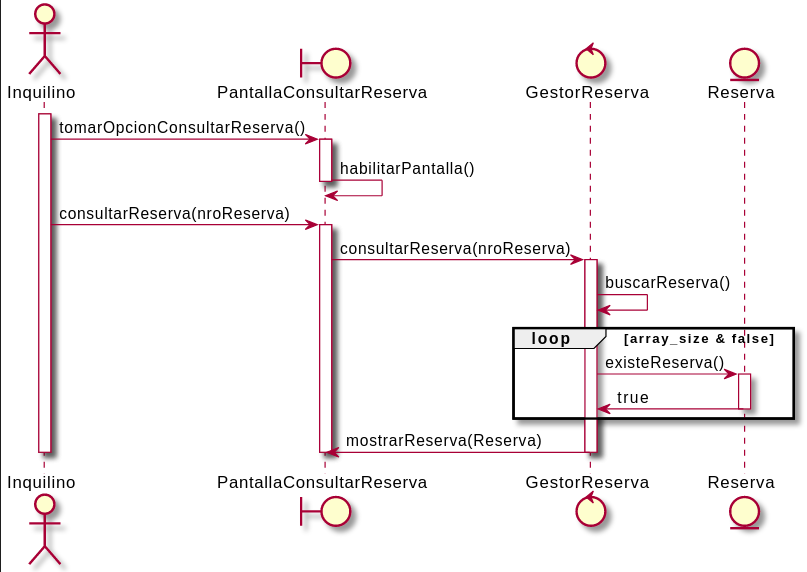 Inquilino
PantallaConsultarReserva
GestorReserva
Reserva
tomarOpcionConsultarReserva()
habilitarPantalla()
consultarReserva(nroReserva)
consultarReserva(nroReserva)
buscarReserva()
loop
[array_size & false]
existeReserva()
true
mostrarReserva(Reserva)
Inquilino
PantallaConsultarReserva
GestorReserva
Reserva